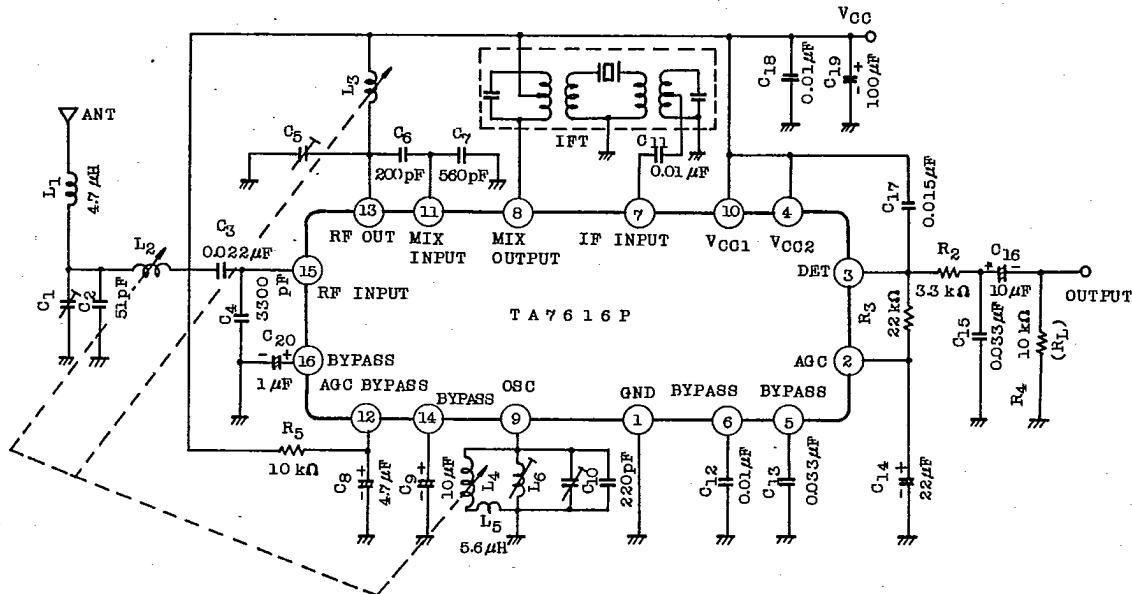 VCC
L3
C18
0.01μF
C19
- +
100μF
ANT
C5
C6
200pF
C7
560pF
IFT
C11
0.01μF
L1
4.7μH
C17
0.015μF
13
11
8
7
10
4
RF OUT
MIX INPUT
MIX OUTPUT
IF INPUT
VCC1
VCC2
L2
C3
0.022μF
15
RF INPUT
DET
3
R2
3.3kΩ
C16
+ -
10μF
OUTPUT
C1
C2
51pF
C4
3300pF
TA7616P
R3
22kΩ
C15
0.033μF
10kΩ
(RL)
R4
C20
- +
1μF
16
BYPASS
AGC
2
AGC BYPASS
BYPASS
OSC
GND
BYPASS
BYPASS
12
14
9
1
6
5
R5
10kΩ
C8
- +
4.7μF
C9
- +
10μF
L4
L6
C10
220pF
L5
5.6μH
C12
0.01μF
C13
0.033μF
C14
- +
22μF